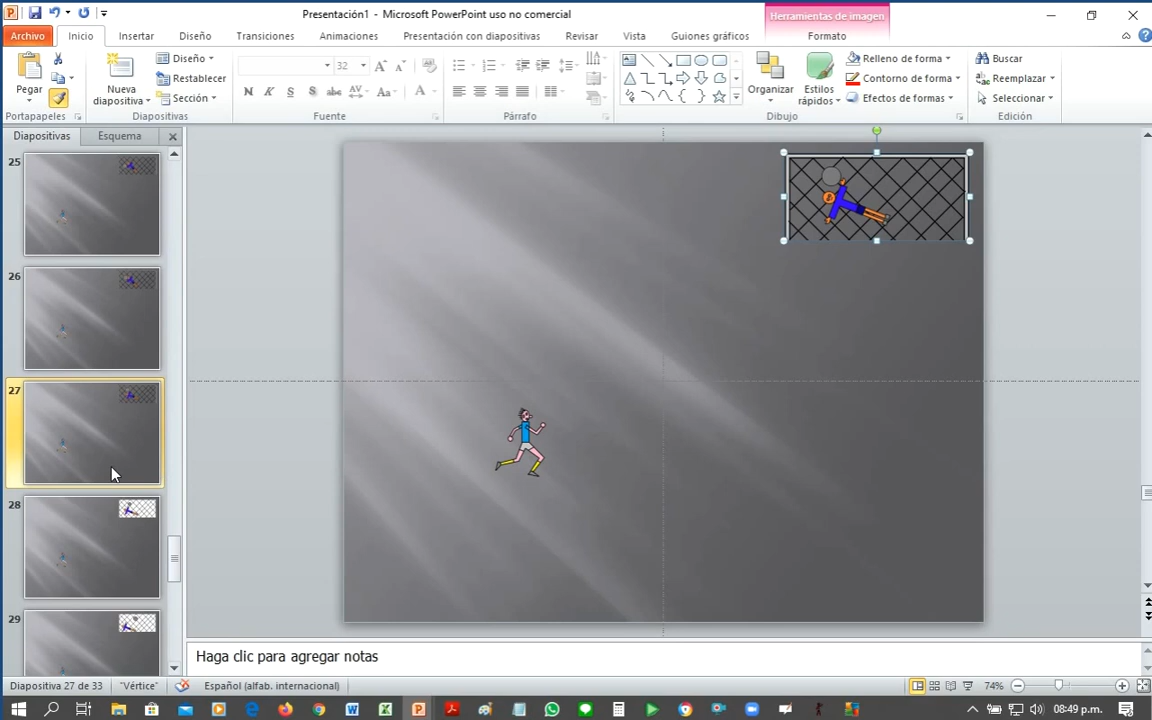 Presentación1 - Microsoft PowerPoint uso no comercial
Herramientas de imagen
Archivo
Inicio
Insertar
Diseño
Transiciones
Animaciones
Presentación con diapositivas
Revisar
Vista
Guiones gráficos
Formato
Pegar
Portapapeles
Nueva
diapositiva
Diseño
Restablecer
Sección
Diapositivas
32
N K S S abc AV Aa A
Fuente
Párrafo
Organizar
Estilos
rápidos
Relleno de forma
Contorno de forma
Efectos de formas
Dibujo
Buscar
Reemplazar
Seleccionar
Edición
Diapositivas
Esquema
25
26
27
28
29
Haga clic para agregar notas
Diapositiva 27 de 33
"Vértice"
Español (alfab. internacional)
74%
08:49 p.m.